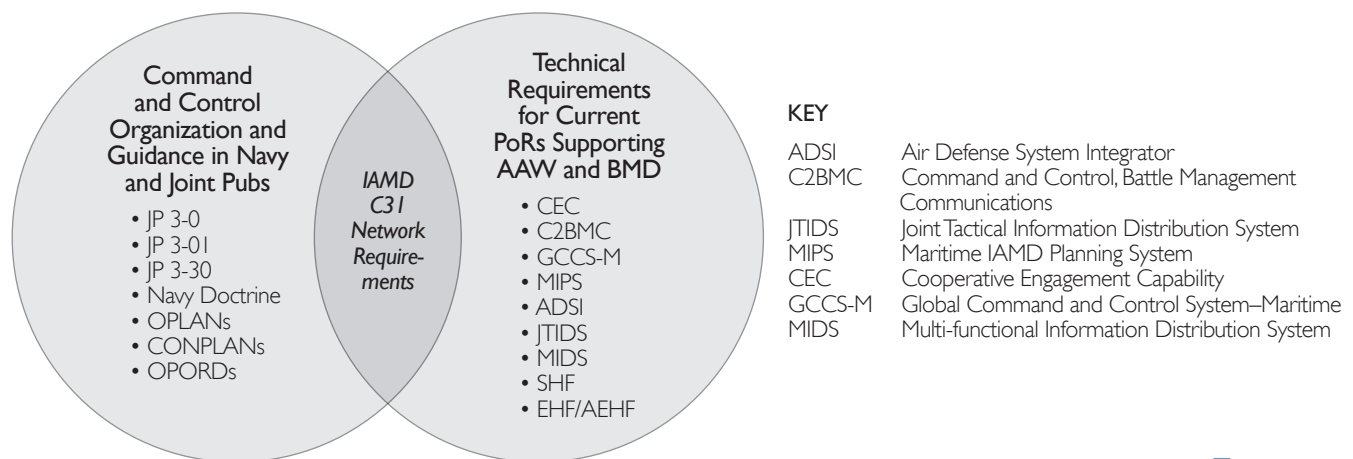 Command
and Control
Organization and
Guidance in Navy
and Joint Pubs
• JP 3-0
• JP 3-01
• JP 3-30
• Navy Doctrine
• OPLANs
• CONPLANs
• OPORDs
IAMD
C3I
Network
Require-
ments
Technical
Requirements
for Current
PoRs Supporting
AAW and BMD
• CEC
• C2BMC
• GCCS-M
• MIPS
• ADSI
• JTIDS
• MIDS
• SHF
• EHF/AEHF
KEY
ADSI Air Defense System Integrator
C2BMC Command and Control, Battle Management
Communications
JTIDS Joint Tactical Information Distribution System
MIPS Maritime IAMD Planning System
CEC Cooperative Engagement Capability
GCCS-M Global Command and Control System–Maritime
MIDS Multi-functional Information Distribution System